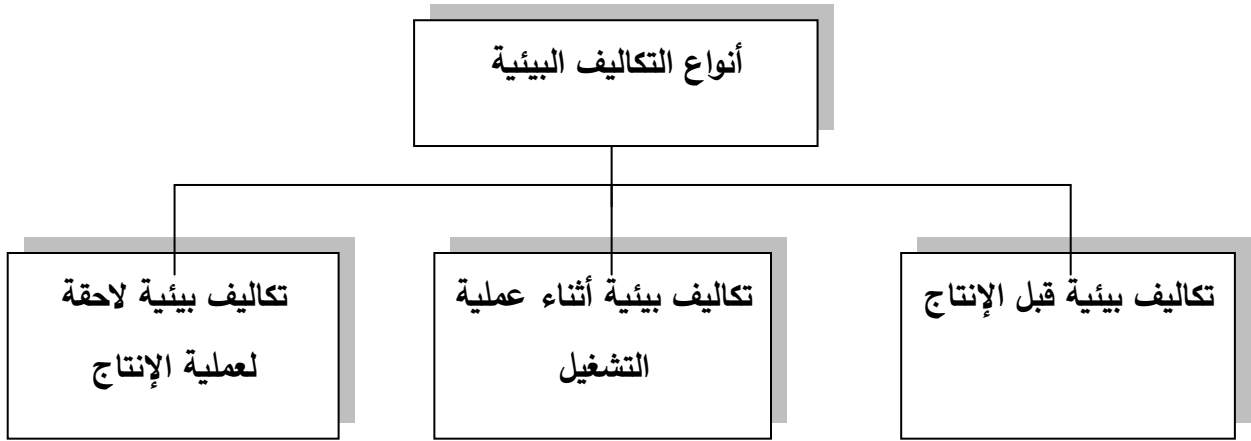 أنواع التكاليف البيئية
تكاليف بيئية قبل الإنتاج
تكاليف بيئية أثناء عملية
التشغيل
تكاليف بيئية لاحقة
لعملية الإنتاج